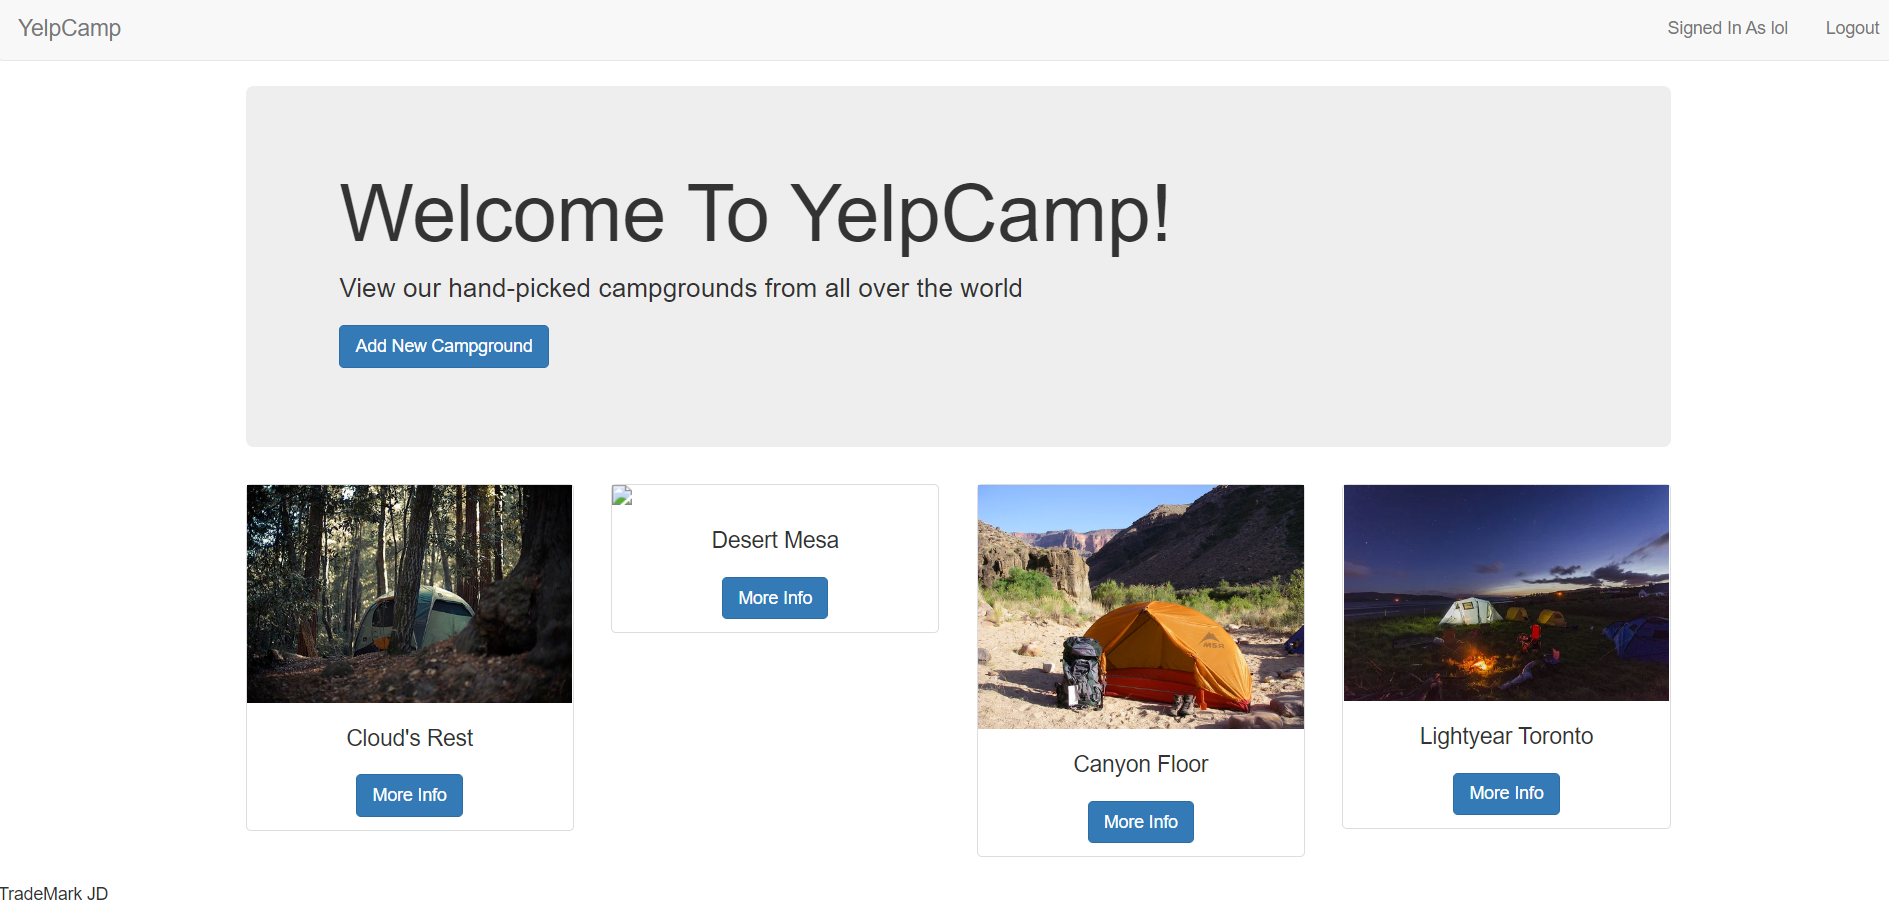 YelpCamp
Signed In As lol
Logout
Welcome To YelpCamp!
View our hand-picked campgrounds from all over the world
Add New Campground
Cloud's Rest
More Info
Desert Mesa
More Info
MSR
Canyon Floor
More Info
Lightyear Toronto
More Info
TradeMark JD